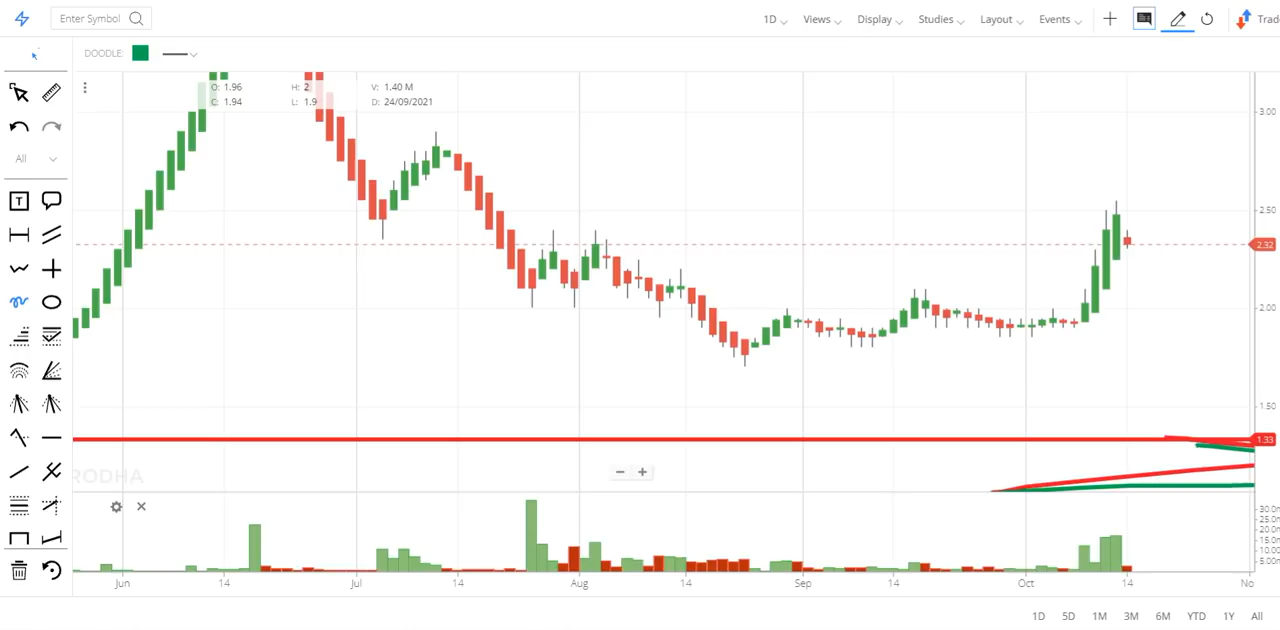 Enter Symbol 1D Views Display Studies Layout Events Trad
DOODLE:
O: 1.96 H: 2 V: 1.40 M
C: 1.94 L: 1.9 D: 24/09/2021
All
T
3.00
2.50
2.32
2.00
1.50
1.33
RODHA
30.0m
25.0m
20.0m
15.0m
10.0m
5.00m
Jun 14 Jul 14 Aug 14 Sep 14 Oct 14 No
1D 5D 1M 3M 6M YTD 1Y All